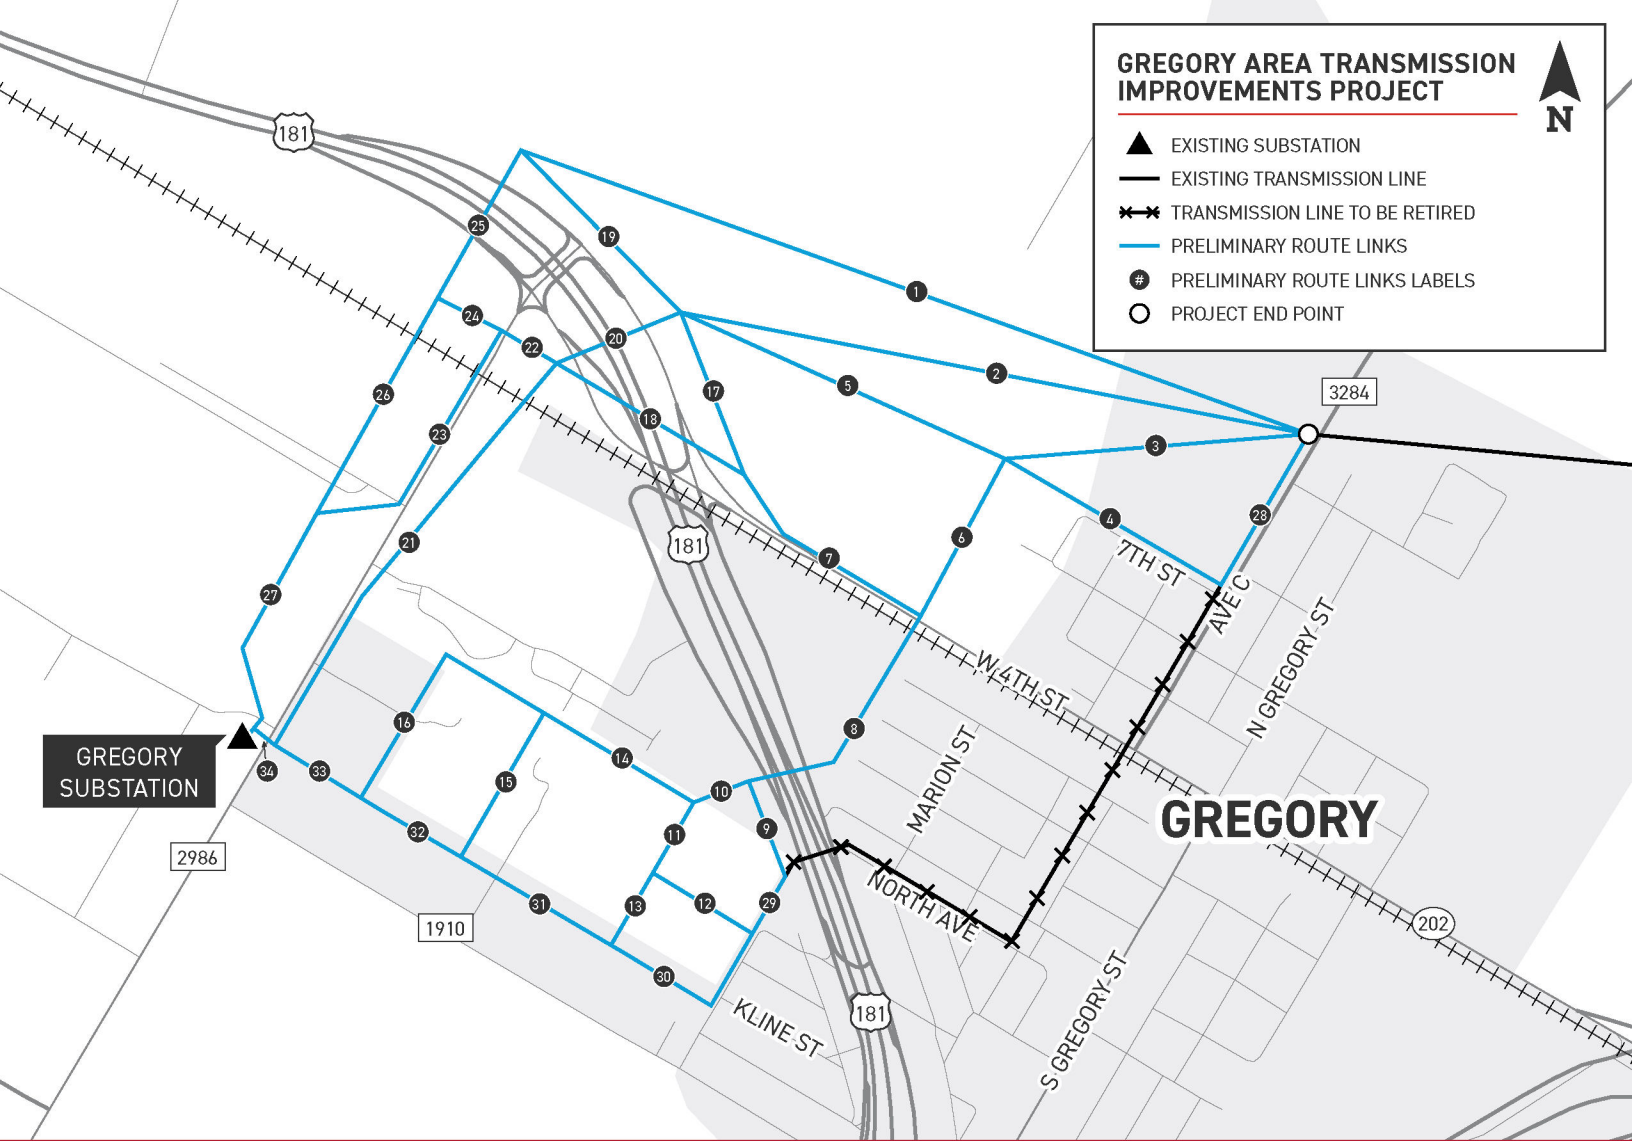 GREGORY AREA TRANSMISSION
IMPROVEMENTS PROJECT
N
EXISTING SUBSTATION
EXISTING TRANSMISSION LINE
TRANSMISSION LINE TO BE RETIRED
PRELIMINARY ROUTE LINKS
# PRELIMINARY ROUTE LINKS LABELS
PROJECT END POINT
181
25
19
1
24
22
20
2
5
17
26
18
3284
23
3
21
181
6
4
28
7
7TH ST
AVE C
27
N GREGORY ST
W 4TH ST
16
8
14
MARION ST
GREGORY
SUBSTATION
34
33
15
10
32
11
9
GREGORY
2986
NORTH AVE
31
13
12
29
1910
202
30
KLINE ST
181
S GREGORY ST